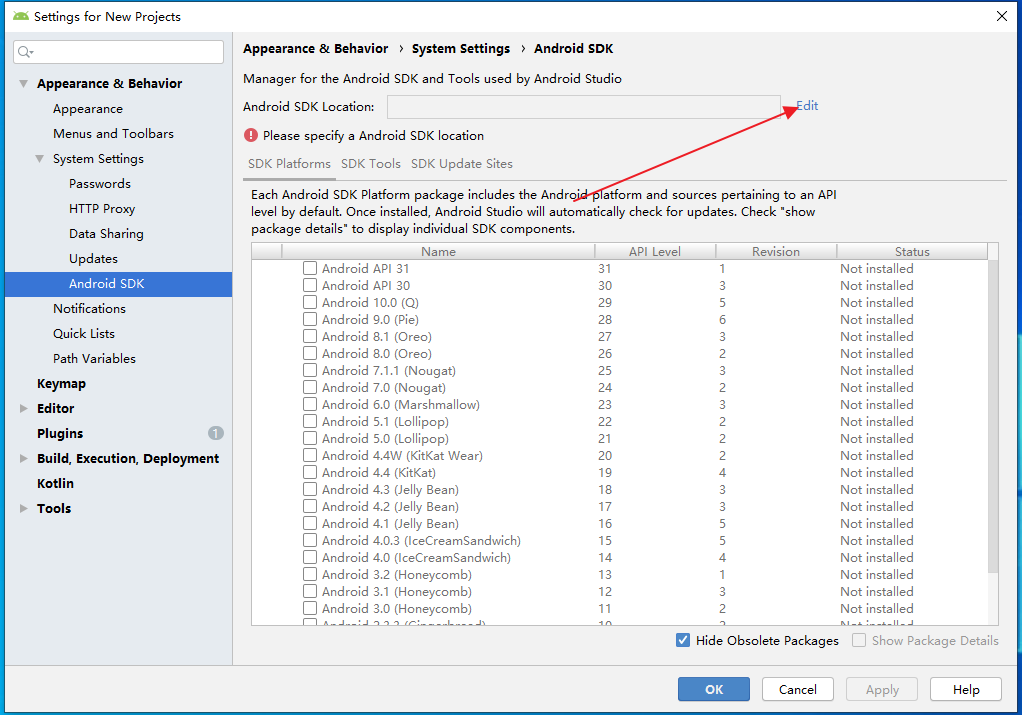 Settings for New Projects
Appearance & Behavior
Appearance
Menus and Toolbars
System Settings
Passwords
HTTP Proxy
Data Sharing
Updates
Android SDK
Notifications
Quick Lists
Path Variables
Keymap
Editor
Plugins 1
Build, Execution, Deployment
Kotlin
Tools
Appearance & Behavior › System Settings › Android SDK
Manager for the Android SDK and Tools used by Android Studio
Android SDK Location: Edit
Please specify a Android SDK location
SDK Platforms SDK Tools SDK Update Sites
Each Android SDK Platform package includes the Android platform and sources pertaining to an API
level by default. Once installed, Android Studio will automatically check for updates. Check "show
package details" to display individual SDK components.
Name API Level Revision Status
Android API 31 31 1 Not installed
Android API 30 30 3 Not installed
Android 10.0 (Q) 29 5 Not installed
Android 9.0 (Pie) 28 6 Not installed
Android 8.1 (Oreo) 27 3 Not installed
Android 8.0 (Oreo) 26 2 Not installed
Android 7.1.1 (Nougat) 25 3 Not installed
Android 7.0 (Nougat) 24 2 Not installed
Android 6.0 (Marshmallow) 23 3 Not installed
Android 5.1 (Lollipop) 22 2 Not installed
Android 5.0 (Lollipop) 21 2 Not installed
Android 4.4W (KitKat Wear) 20 2 Not installed
Android 4.4 (KitKat) 19 4 Not installed
Android 4.3 (Jelly Bean) 18 3 Not installed
Android 4.2 (Jelly Bean) 17 3 Not installed
Android 4.1 (Jelly Bean) 16 5 Not installed
Android 4.0.3 (IceCreamSandwich) 15 5 Not installed
Android 4.0 (IceCreamSandwich) 14 4 Not installed
Android 3.2 (Honeycomb) 13 1 Not installed
Android 3.1 (Honeycomb) 12 3 Not installed
Android 3.0 (Honeycomb) 11 2 Not installed
Android 2.3.3 (Gingerbread) 10 2 Not installed
Hide Obsolete Packages Show Package Details
OK Cancel Apply Help